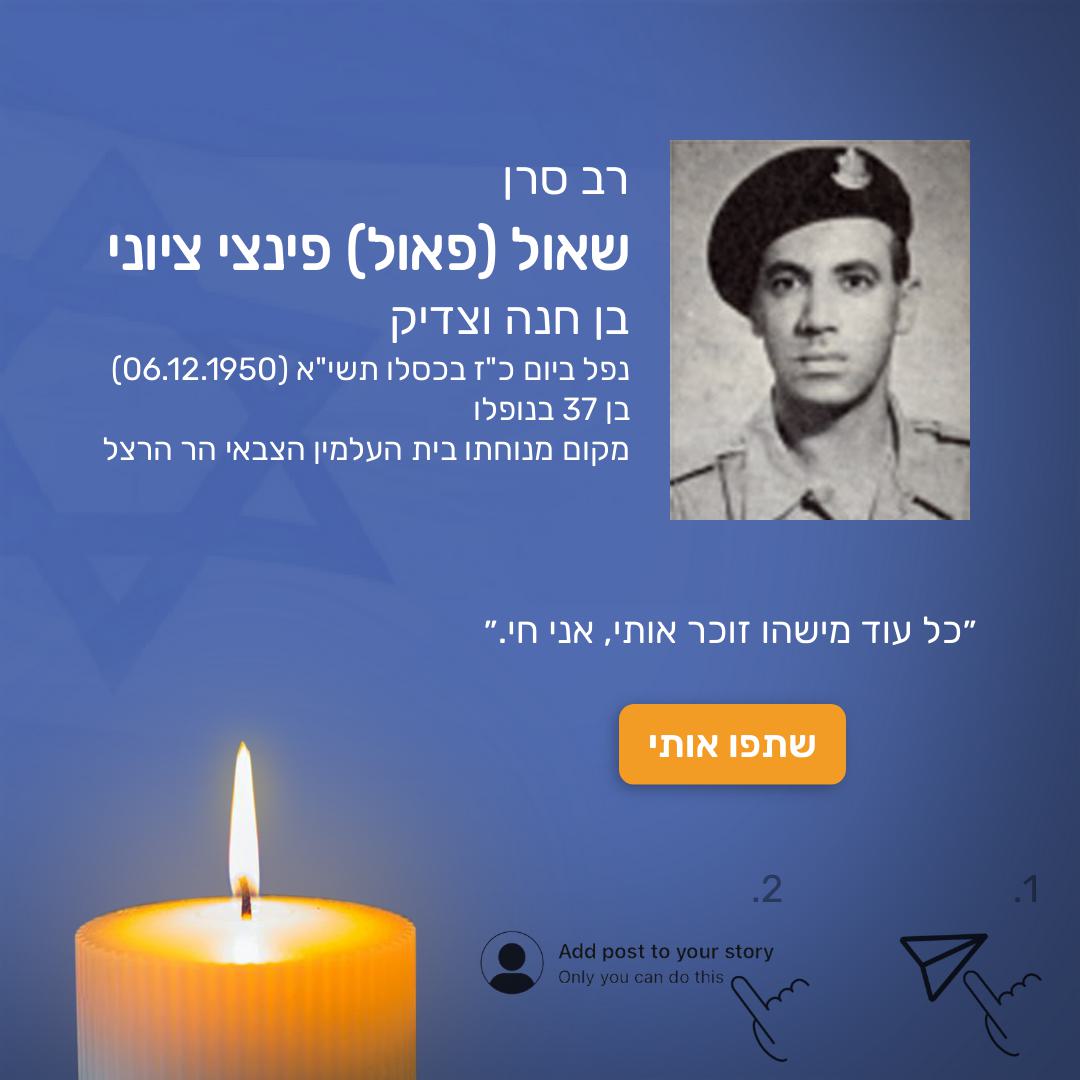 רב סרן
שאול (פאול) פינצי ציוני
בן חנה וצדיק
נפל ביום כ"ז בכסלו תשי"א (06.12.1950)
בן 37 בנופלו
מקום מנוחתו בית העלמין הצבאי הר הרצל
״כל עוד מישהו זוכר אותי, אני חי.״
שתפו אותי
1.
2.
Add post to your story
Only you can do this